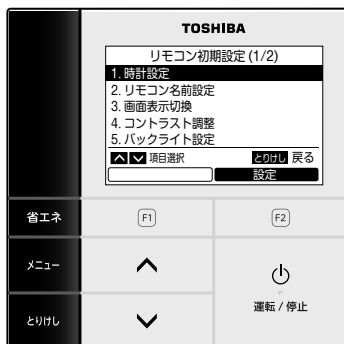 TOSHIBA
リモコン初期設定 (1/2)
1. 時計設定
2. リモコン名前設定
3. 画面表示切換
4. コントラスト調整
5. バックライト設定
項目選択 とりけし 戻る
設定
省エネ F1 F2
メニュー
運転 / 停止
とりけし